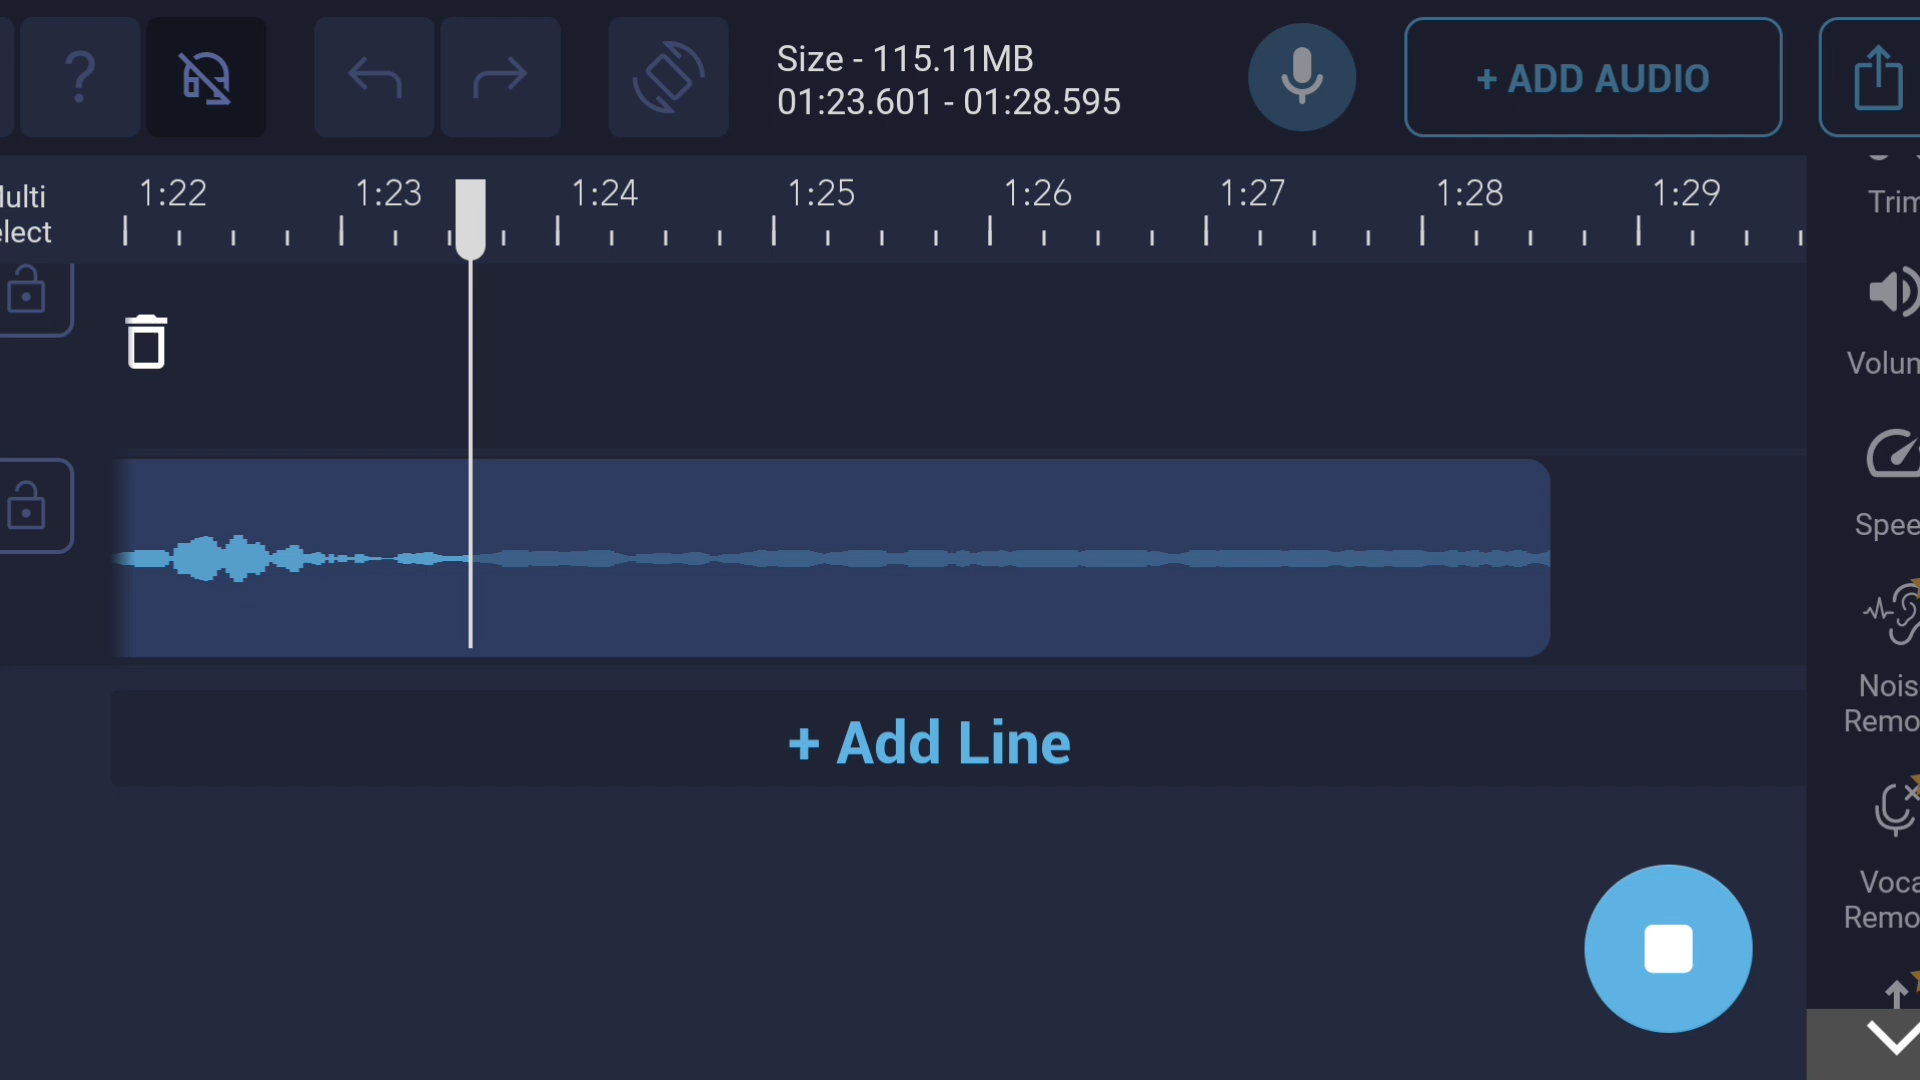 ?
Size - 115.11MB
01:23.601 - 01:28.595
+ ADD AUDIO
1:22
1:23
1:24
1:25
1:26
1:27
1:28
1:29
ulti
elect
Trim
Volum
Spee
Nois
Remo
Voca
Remo
+ Add Line